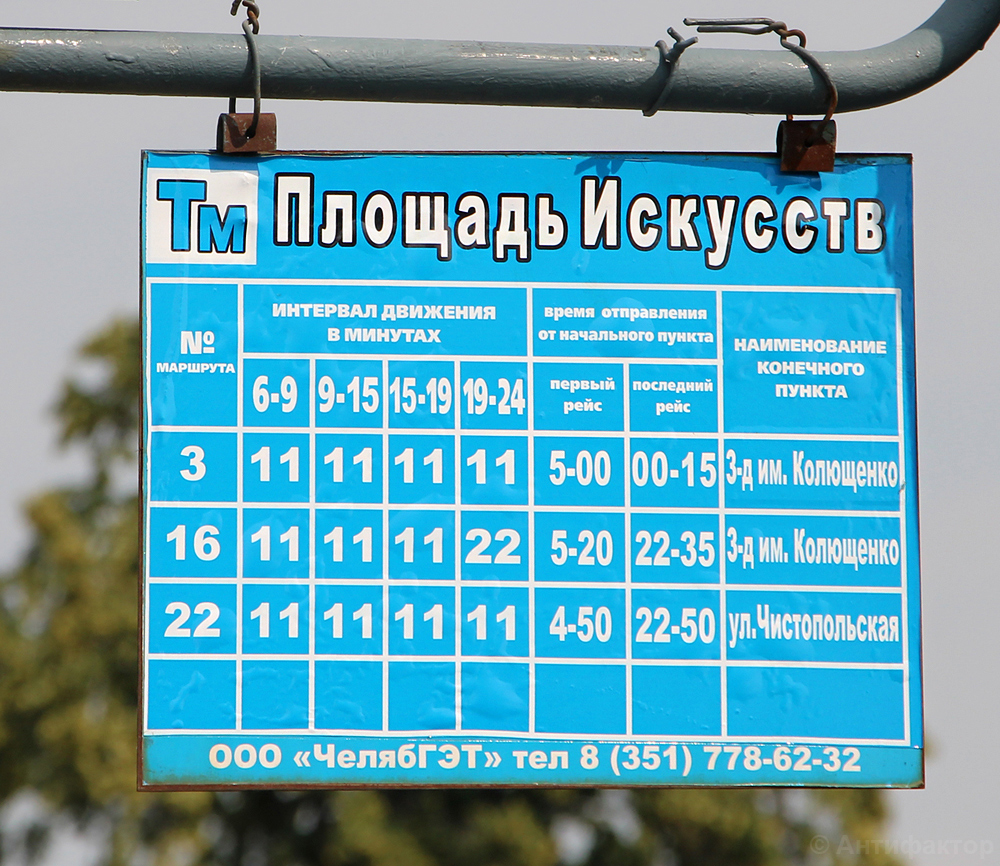 Тм Площадь Искусств
№ МАРШРУТА
ИНТЕРВАЛ ДВИЖЕНИЯ
В МИНУТАХ
время отправления
от начального пункта
НАИМЕНОВАНИЕ
КОНЕЧНОГО
ПУНКТА
6-9 9-15 15-19 19-24
первый
рейс
последний
рейс
3 11 11 11 11 5-00 00-15 З-д им. Колющенко
16 11 11 11 22 5-20 22-35 З-д им. Колющенко
22 11 11 11 11 4-50 22-50 ул.Чистопольская
ООО «ЧелябГЭТ» тел 8 (351) 778-62-32
© Антифактор